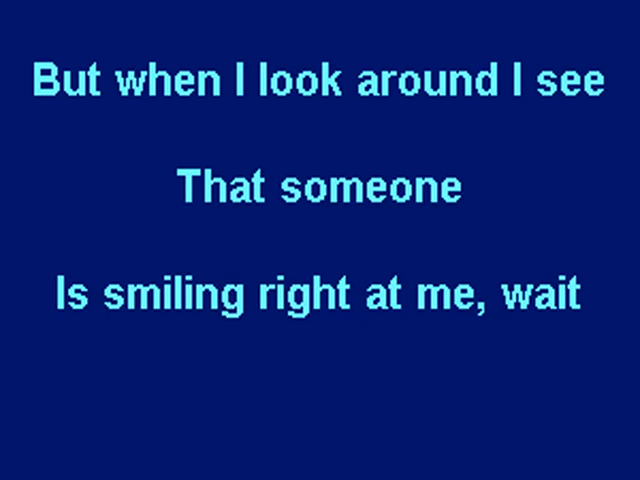 But when I look around I see
That someone
Is smiling right at me, wait